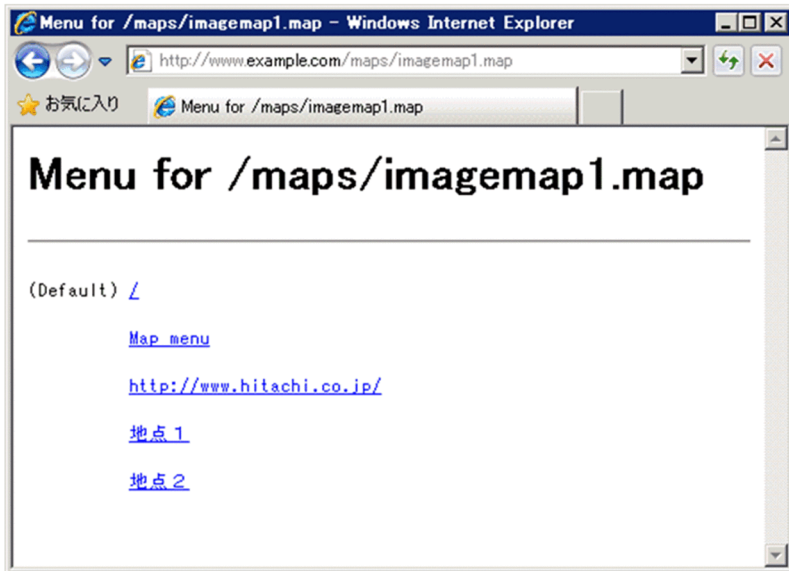 Menu for /maps/imagemap1.map - Windows Internet Explorer
http://www.example.com/maps/imagemap1.map
お気に入り Menu for /maps/imagemap1.map
Menu for /maps/imagemap1.map
(Default) /
Map menu
http://www.hitachi.co.jp/
地点１
地点２